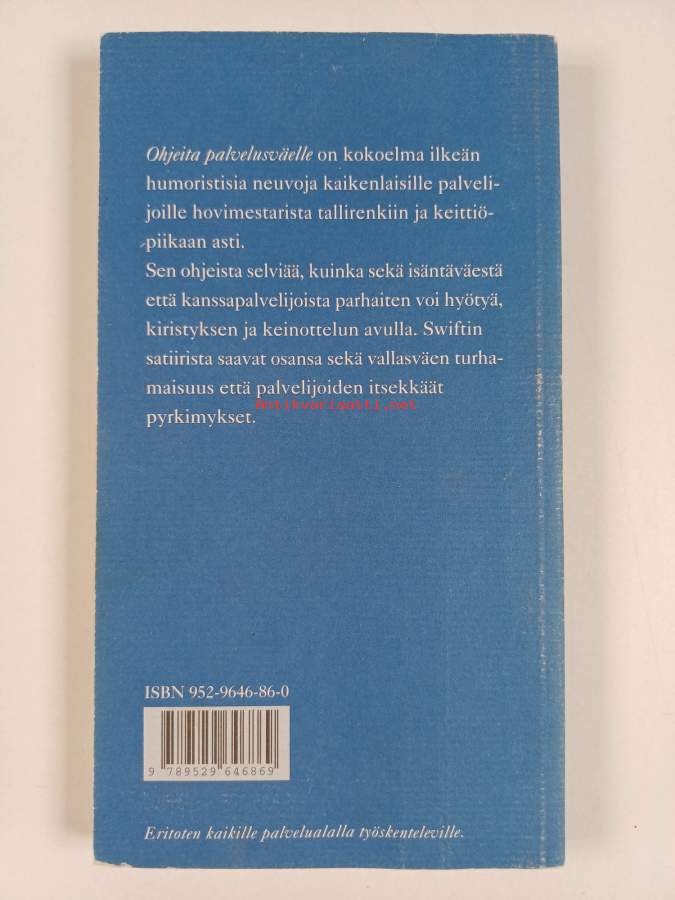 Ohjeita palvelusväelle on kokoelma ilkeän
humoristisia neuvoja kaikenlaisille palveli-
joille hovimestarista tallirenkiin ja keittiö-
piikaan asti.
Sen ohjeista selviää, kuinka sekä isäntäväestä
että kanssapalvelijoista parhaiten voi hyötyä,
kiristyksen ja keinottelun avulla. Swiftin
satiirista saavat osansa sekä vallasväen turha-
maisuus että palvelijoiden itsekkäät
Antikvariaatti.net
pyrkimykset.
ISBN 952-9646-86-0
9 789529 646869
Eritoten kaikille palvelualalla työskenteleville.